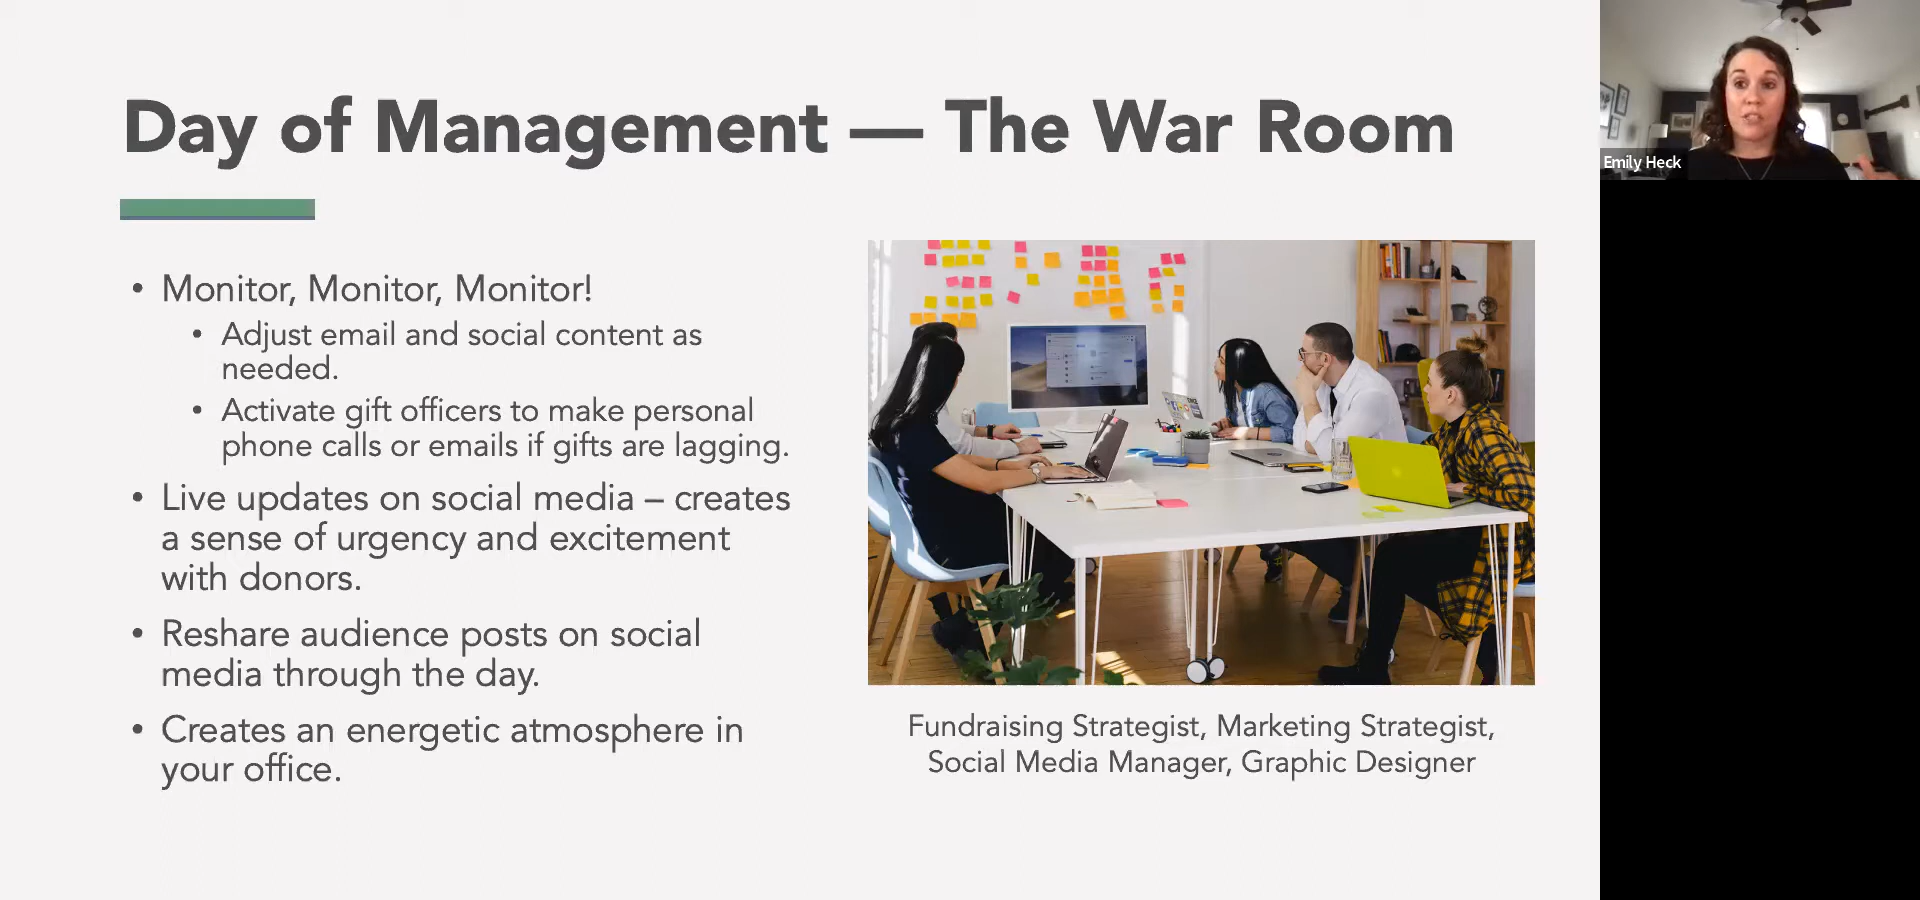 Day of Management — The War Room
Emily Heck
• Monitor, Monitor, Monitor!
• Adjust email and social content as
needed.
• Activate gift officers to make personal
phone calls or emails if gifts are lagging.
• Live updates on social media – creates
a sense of urgency and excitement
with donors.
• Reshare audience posts on social
media through the day.
• Creates an energetic atmosphere in
your office.
Fundraising Strategist, Marketing Strategist,
Social Media Manager, Graphic Designer